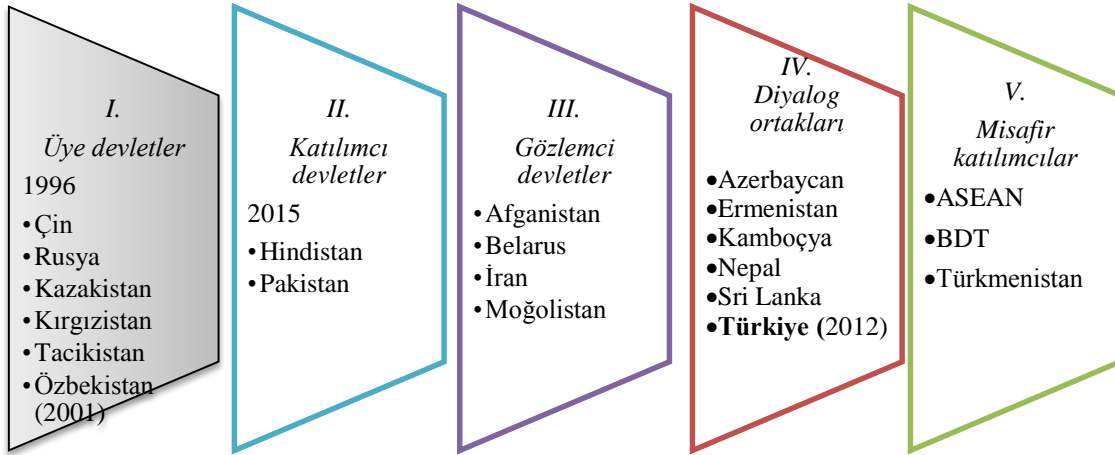 I.
Üye devletler
1996
•Çin
•Rusya
•Kazakistan
•Kırgızistan
•Tacikistan
•Özbekistan
(2001)
II.
Katılımcı
devletler
2015
•Hindistan
•Pakistan
III.
Gözlemci
devletler
•Afganistan
•Belarus
•İran
•Moğolistan
IV.
Diyalog
ortakları
•Azerbaycan
•Ermenistan
•Kamboçya
•Nepal
•Sri Lanka
•Türkiye (2012)
V.
Misafir
katılımcılar
•ASEAN
•BDT
•Türkmenistan